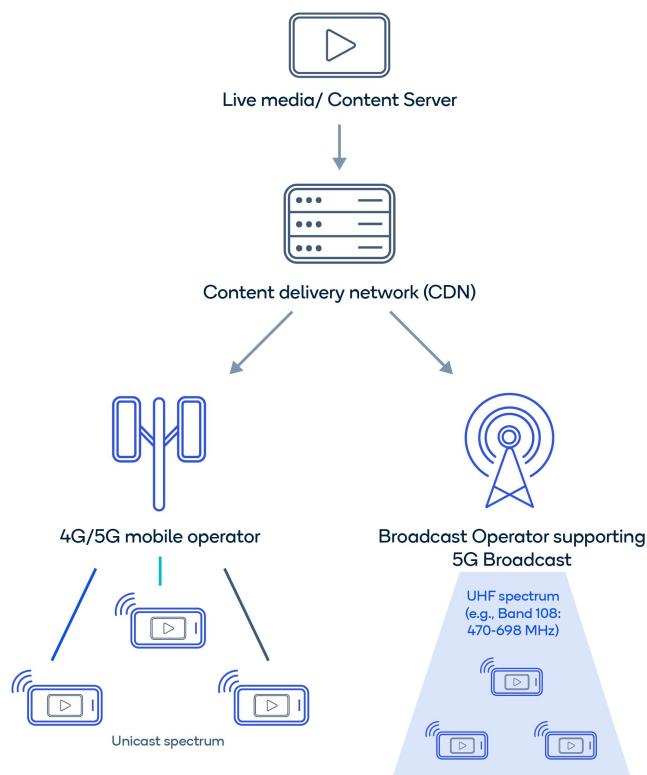 Live media/ Content Server
Content delivery network (CDN)
4G/5G mobile operator
Broadcast Operator supporting
5G Broadcast
UHF spectrum
(e.g., Band 108:
470-698 MHz)
Unicast spectrum